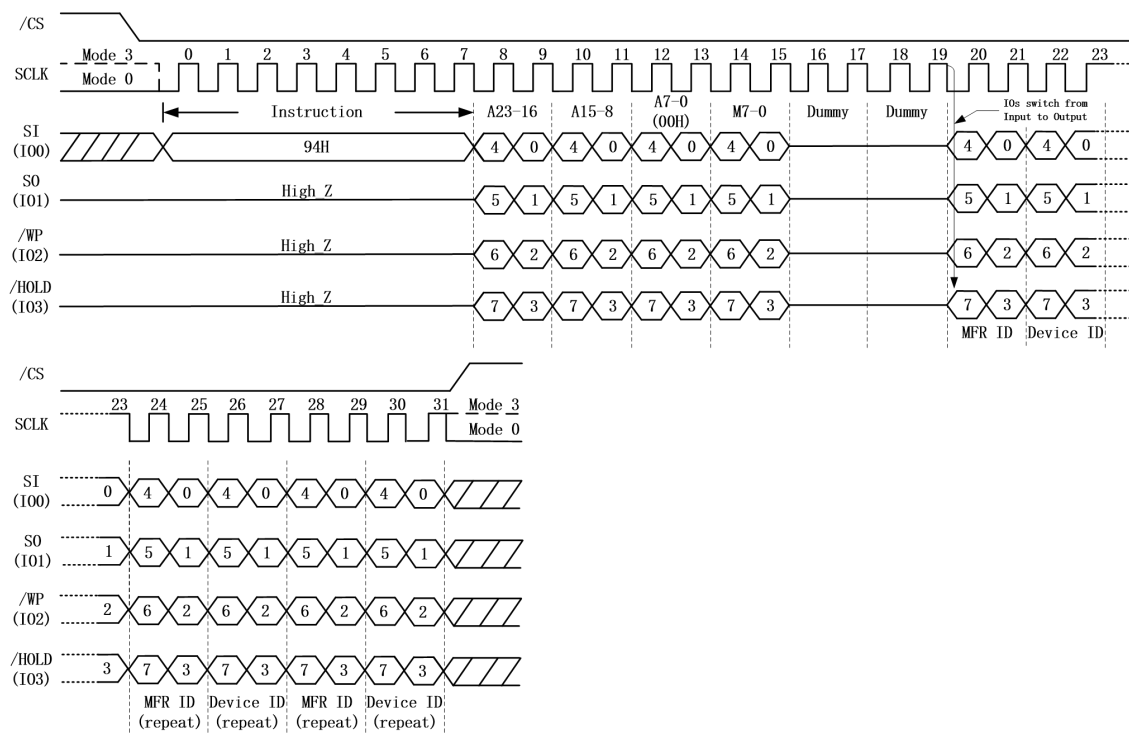 /CS
Mode 3 0 1 2 3 4 5 6 7 8 9 10 11 12 13 14 15 16 17 18 19 20 21 22 23
SCLK
Mode 0
Instruction A23-16 A15-8 A7-0 (00H) M7-0 Dummy Dummy IOs switch from
Input to Output
SI
(IO0) 94H 4 0 4 0 4 0 4 0 4 0 4 0
SO
(IO1) High_Z 5 1 5 1 5 1 5 1 5 1 5 1
/WP
(IO2) High_Z 6 2 6 2 6 2 6 2 6 2 6 2
/HOLD
(IO3) High_Z 7 3 7 3 7 3 7 3 7 3 7 3
MFR ID Device ID
/CS
23 24 25 26 27 28 29 30 31 Mode 3
SCLK
Mode 0
SI
(IO0) 0 4 0 4 0 4 0 4 0
SO
(IO1) 1 5 1 5 1 5 1 5 1
/WP
(IO2) 2 6 2 6 2 6 2 6 2
/HOLD
(IO3) 3 7 3 7 3 7 3 7 3
MFR ID Device ID MFR ID Device ID
(repeat) (repeat) (repeat) (repeat)